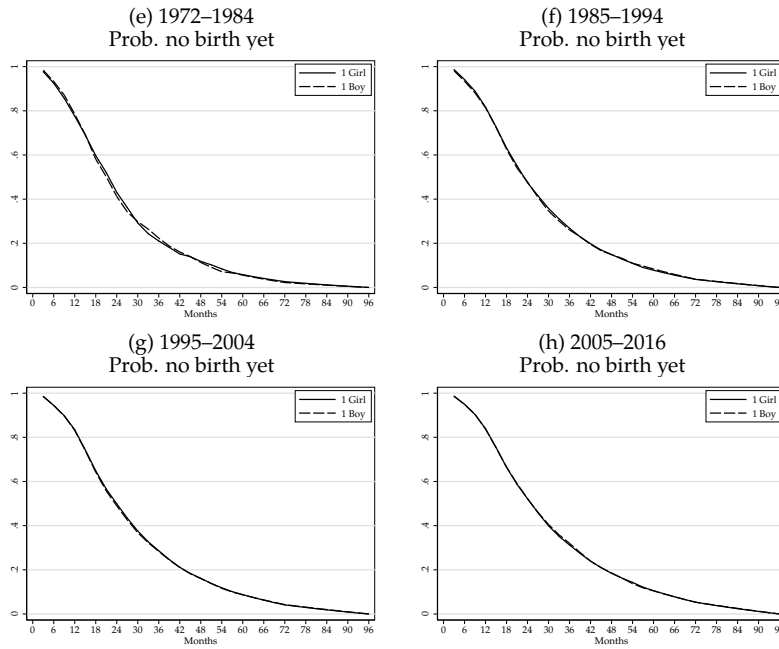 (e) 1972–1984
Prob. no birth yet
1 Girl
1 Boy
0 .2 .4 .6 .8 1
0 6 12 18 24 30 36 42 48 54 60 66 72 78 84 90 96
Months
(f) 1985–1994
Prob. no birth yet
1 Girl
1 Boy
0 .2 .4 .6 .8 1
0 6 12 18 24 30 36 42 48 54 60 66 72 78 84 90 96
Months
(g) 1995–2004
Prob. no birth yet
1 Girl
1 Boy
0 .2 .4 .6 .8 1
0 6 12 18 24 30 36 42 48 54 60 66 72 78 84 90 96
Months
(h) 2005–2016
Prob. no birth yet
1 Girl
1 Boy
0 .2 .4 .6 .8 1
0 6 12 18 24 30 36 42 48 54 60 66 72 78 84 90 96
Months